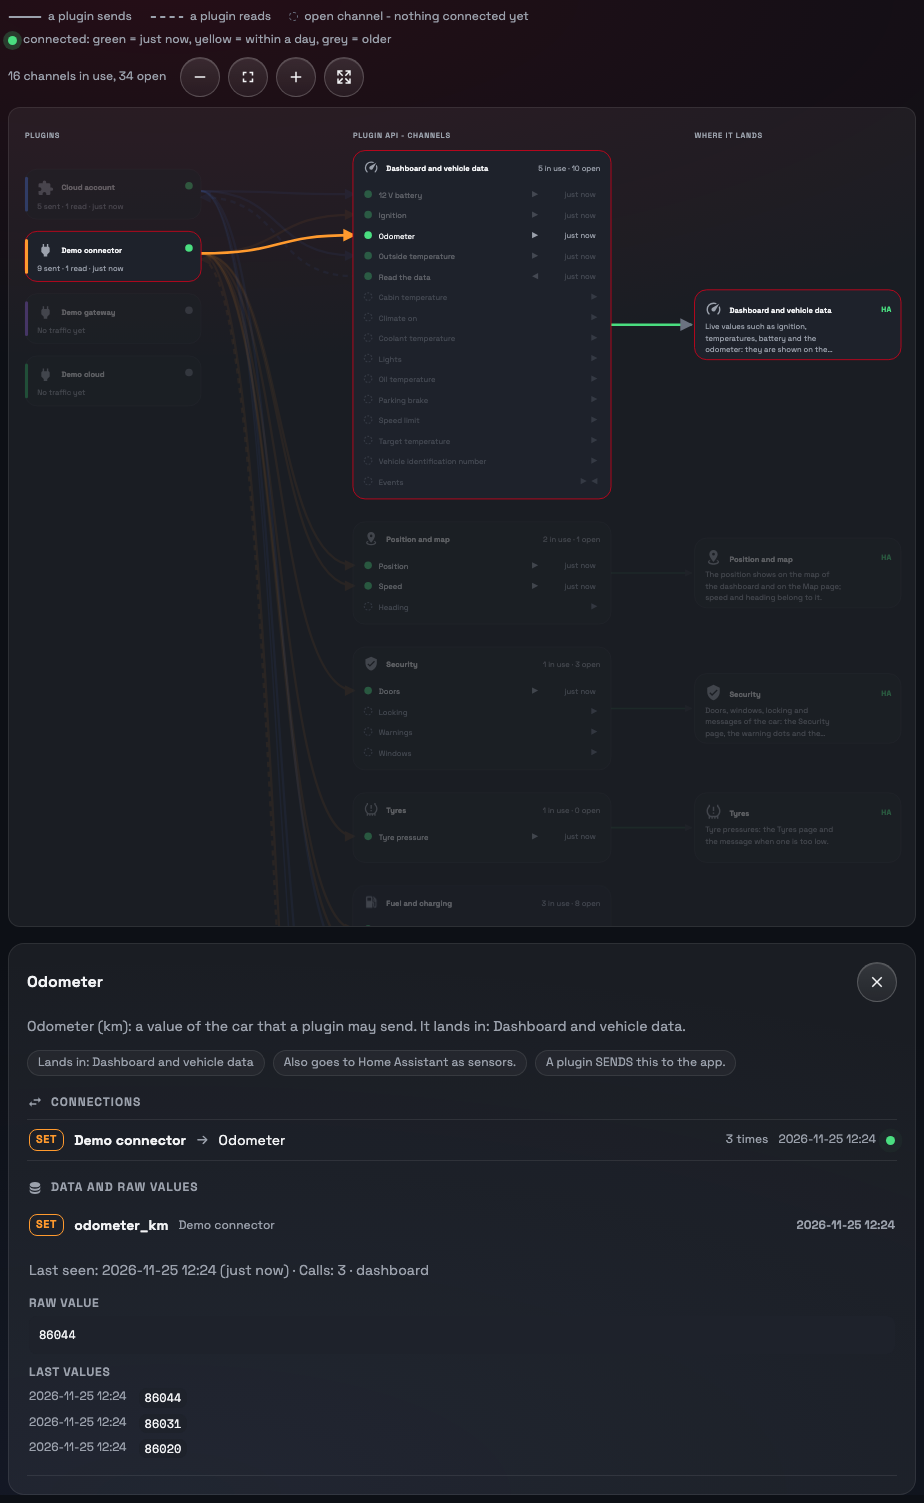 a plugin sends
a plugin reads
open channel - nothing connected yet
connected: green = just now, yellow = within a day, grey = older
16 channels in use, 34 open
PLUGINS
PLUGIN API - CHANNELS
WHERE IT LANDS
Cloud account
5 sent · 1 read · just now
Demo connector
9 sent · 1 read · just now
Demo gateway
No traffic yet
Demo cloud
No traffic yet
Dashboard and vehicle data 5 in use · 10 open
12 V battery just now
Ignition just now
Odometer just now
Outside temperature just now
Read the data just now
Cabin temperature
Climate on
Coolant temperature
Lights
Oil temperature
Parking brake
Speed limit
Target temperature
Vehicle identification number
Events
Dashboard and vehicle data HA
Live values such as ignition,
temperatures, battery and the
odometer: they are shown on the...
Position and map 2 in use · 1 open
Position just now
Speed just now
Heading
Position and map HA
The position shows on the map of
the dashboard and on the Map page;
speed and heading belong to it.
Security 1 in use · 3 open
Doors just now
Locking
Warnings
Windows
Security HA
Doors, windows, locking and
messages of the car: the Security
page, the warning dots and the...
Tyres 1 in use · 0 open
Tyre pressure just now
Tyres HA
Tyre pressures: the Tyres page and
the message when one is too low.
Fuel and charging 3 in use · 8 open
Odometer
Odometer (km): a value of the car that a plugin may send. It lands in: Dashboard and vehicle data.
Lands in: Dashboard and vehicle data
Also goes to Home Assistant as sensors.
A plugin SENDS this to the app.
CONNECTIONS
SET Demo connector → Odometer 3 times 2026-11-25 12:24
DATA AND RAW VALUES
SET odometer_km Demo connector 2026-11-25 12:24
Last seen: 2026-11-25 12:24 (just now) · Calls: 3 · dashboard
RAW VALUE
86044
LAST VALUES
2026-11-25 12:24 86044
2026-11-25 12:24 86031
2026-11-25 12:24 86020